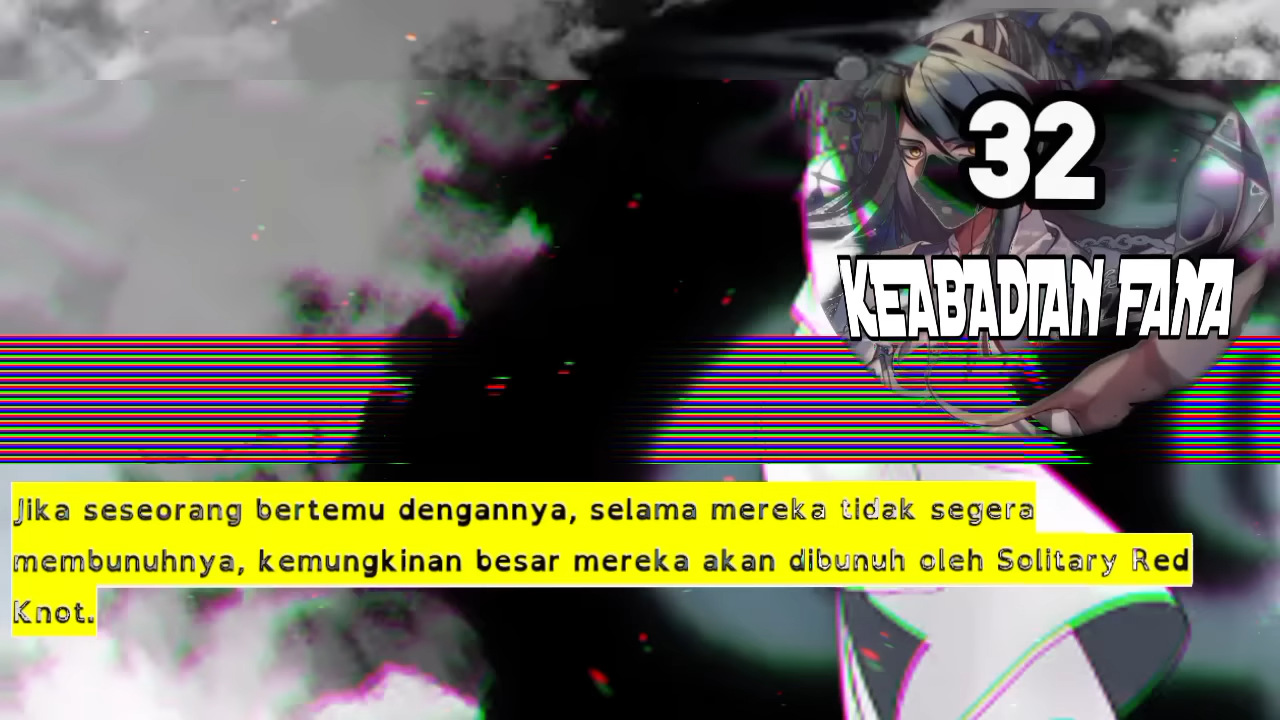 32
KEABADIAN FANA
Jika seseorang bertemu dengannya, selama mereka tidak segera
membunuhnya, kemungkinan besar mereka akan dibunuh oleh Solitary Red
Knot.